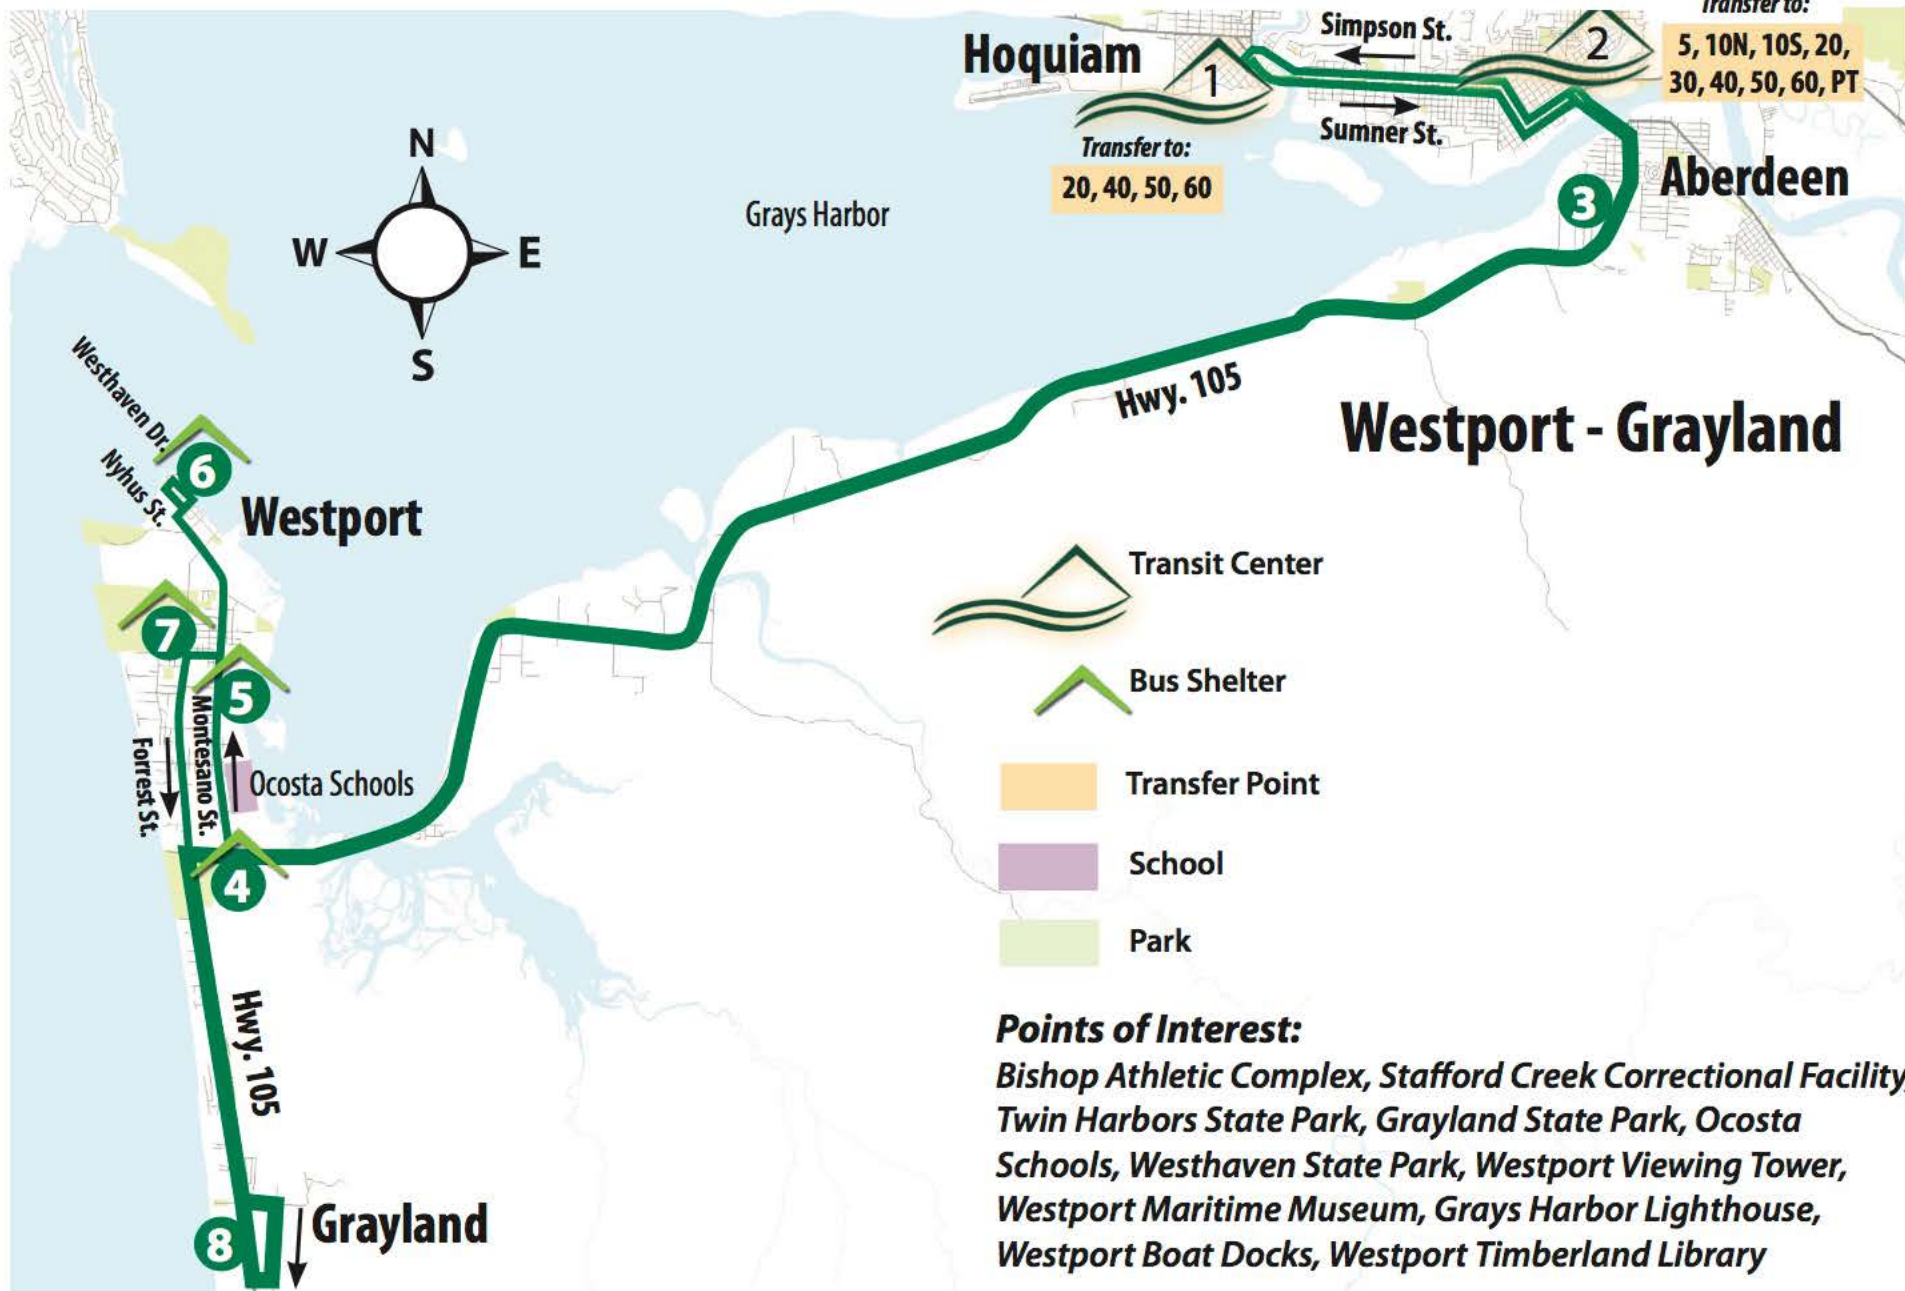 Transfer to:
5, 10N, 10S, 20,
30, 40, 50, 60, PT
Simpson St.
2
Hoquiam
1
Sumner St.
Transfer to:
20, 40, 50, 60
Aberdeen
3
Grays Harbor
N
W
E
S
Hwy. 105
Westport - Grayland
Westhaven Dr.
6
Nyhus St.
Westport
7
5
Montesano St.
Forrest St.
Ocosta Schools
4
Hwy. 105
8
Grayland
Transit Center
Bus Shelter
Transfer Point
School
Park
Points of Interest:
Bishop Athletic Complex, Stafford Creek Correctional Facility,
Twin Harbors State Park, Grayland State Park, Ocosta
Schools, Westhaven State Park, Westport Viewing Tower,
Westport Maritime Museum, Grays Harbor Lighthouse,
Westport Boat Docks, Westport Timberland Library